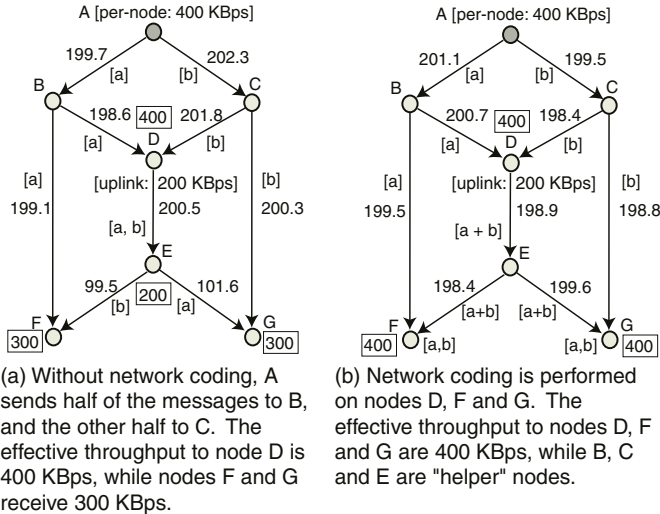 A [per-node: 400 KBps]
199.7
202.3
[a]
[b]
B
C
198.6
400
201.8
[a]
D
[b]
[a]
199.1
[uplink: 200 KBps]
[b]
200.5
200.3
[a, b]
E
99.5
101.6
[b]
200
[a]
F
300
G
300
(a) Without network coding, A
sends half of the messages to B,
and the other half to C. The
effective throughput to node D is
400 KBps, while nodes F and G
receive 300 KBps.
A [per-node: 400 KBps]
201.1
199.5
[a]
[b]
B
C
200.7
400
198.4
[a]
D
[b]
[a]
199.5
[uplink: 200 KBps]
[b]
198.9
198.8
[a + b]
E
198.4
199.6
[a+b]
[a+b]
F
400
[a,b]
[a,b]
G
400
(b) Network coding is performed
on nodes D, F and G. The
effective throughput to nodes D, F
and G are 400 KBps, while B, C
and E are "helper" nodes.